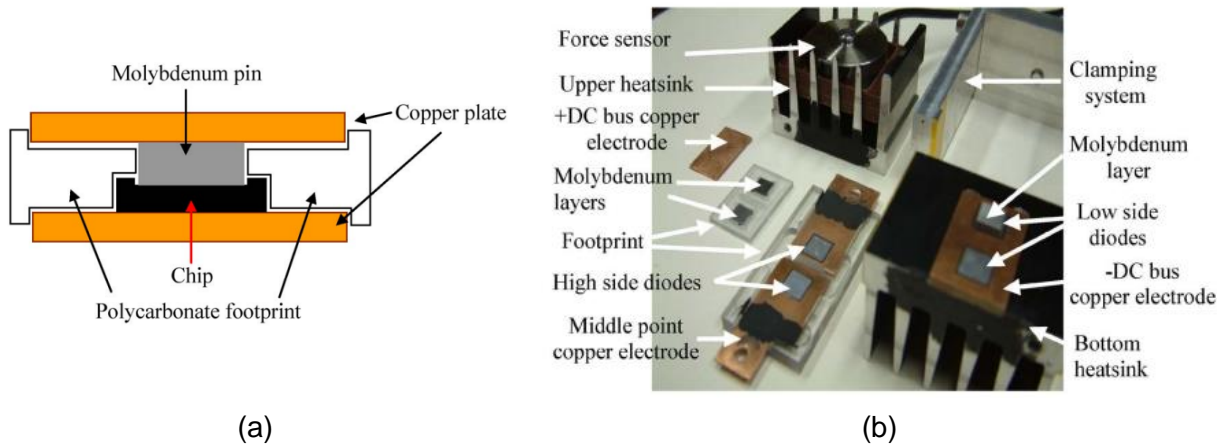 Molybdenum pin
Copper plate
Chip
Polycarbonate footprint
(a)
Force sensor
Upper heatsink
+DC bus copper
electrode
Molybdenum
layers
Footprint
High side diodes
Middle point
copper electrode
Clamping
system
Molybdenum
layer
Low side
diodes
-DC bus
copper electrode
Bottom
heatsink
(b)